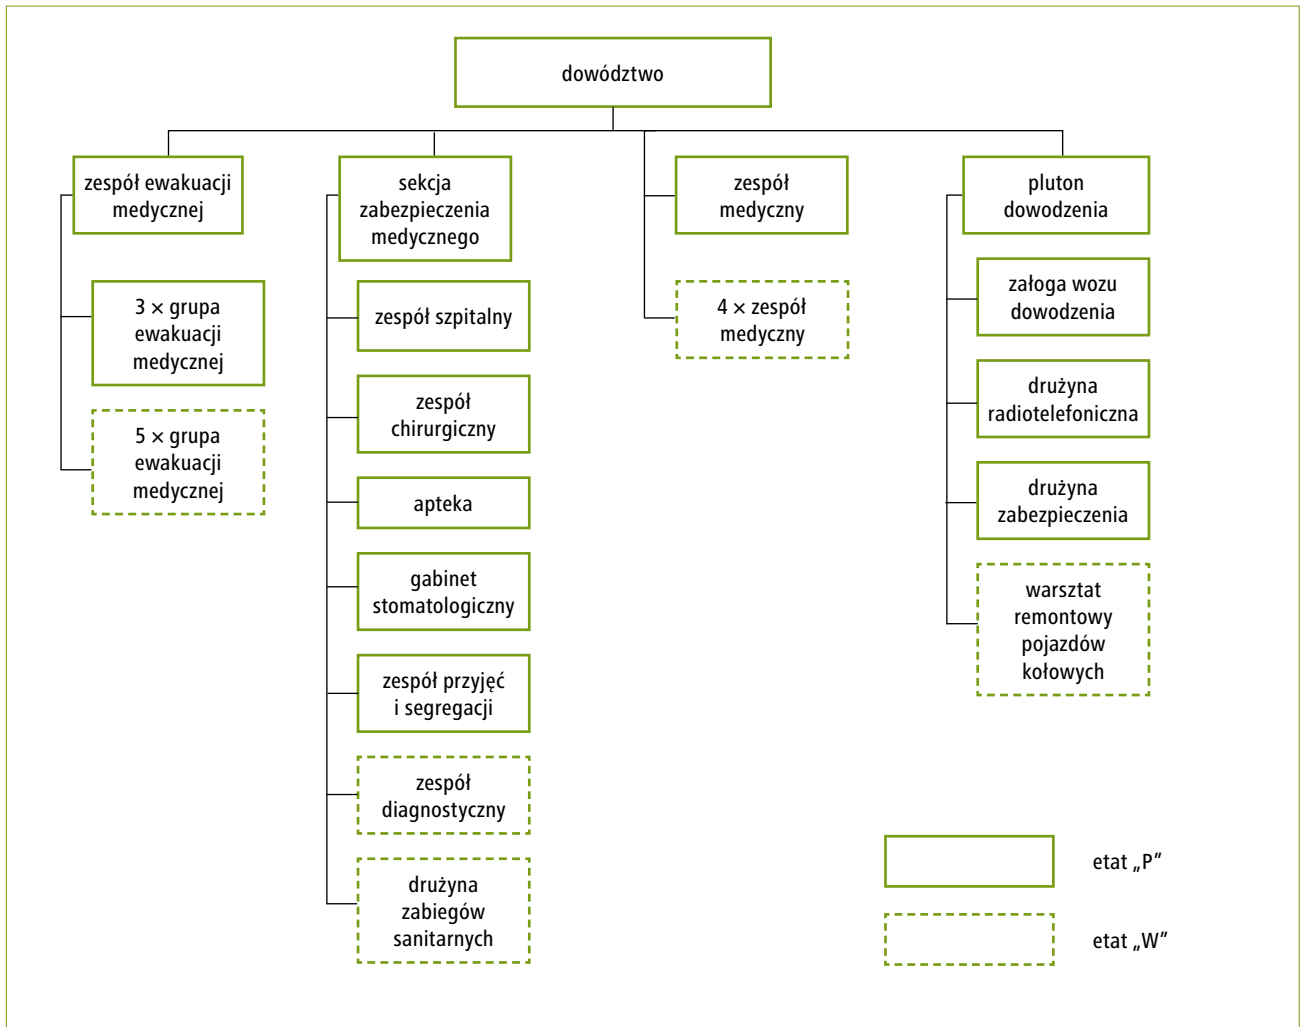 dowództwo
zespół ewakuacji
medycznej
3 × grupa
ewakuacji
medycznej
5 × grupa
ewakuacji
medycznej
sekcja
zabezpieczenia
medycznego
zespół szpitalny
zespół
chirurgiczny
apteka
gabinet
stomatologiczny
zespół przyjęć
i segregacji
zespół
diagnostyczny
drużyna
zabiegów
sanitarnych
zespół
medyczny
4 × zespół
medyczny
pluton
dowodzenia
załoga wozu
dowodzenia
drużyna
radiotelefoniczna
drużyna
zabezpieczenia
warsztat
remontowy
pojazdów
kołowych
etat „P”
etat „W”